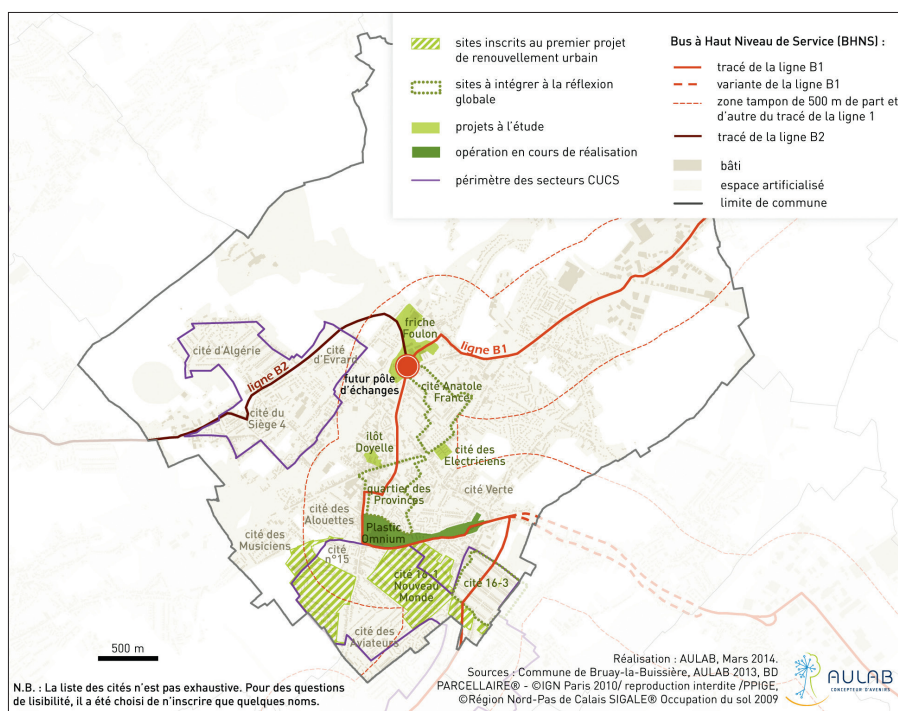 sites inscrits au premier projet
de renouvellement urbain
sites à intégrer à la réflexion
globale
projets à l'étude
opération en cours de réalisation
périmètre des secteurs CUCS
Bus à Haut Niveau de Service (BHNS) :
tracé de la ligne B1
variante de la ligne B1
zone tampon de 500 m de part et
d'autre du tracé de la ligne 1
tracé de la ligne B2
bâti
espace artificialisé
limite de commune
friche
Foulon
ligne B1
cité d'Algérie
cité
d'Evrard
ligne B2
futur pôle
d'échanges
cité Anatole
France
cité du
Siège 4
ilôt
Doyelle
cité des
Electriciens
quartier des
Provinces
cité Verte
cité des
Alouettes
Plastic
Omnium
cité des
Musiciens
cité
n°15
cité 16-1
Nouveau
Monde
cité 16-3
cité des
Aviateurs
500 m
N.B. : La liste des cités n'est pas exhaustive. Pour des questions
de lisibilité, il a été choisi de n'inscrire que quelques noms.
Réalisation : AULAB, Mars 2014.
Sources : Commune de Bruay-la-Buissière, AULAB 2013, BD
PARCELLAIRE® - ©IGN Paris 2010/ reproduction interdite /PPIGE,
©Région Nord-Pas de Calais SIGALE® Occupation du sol 2009
AULAB
CONCEPTEUR D'AVENIRS